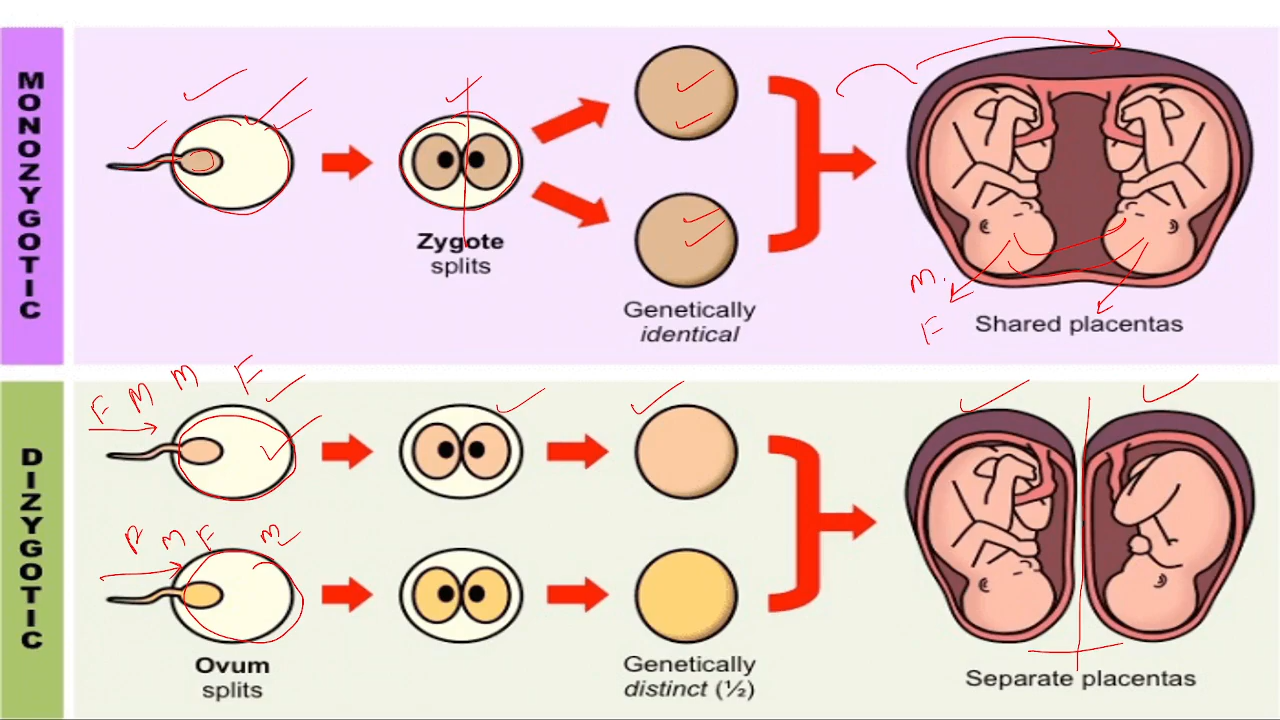 MONOZYGOTIC
Zygote
splits
Genetically
identical
M.
F
Shared placentas
DIZYGOTIC
F M M F
F M F M
Ovum
splits
Genetically
distinct (½)
Separate placentas